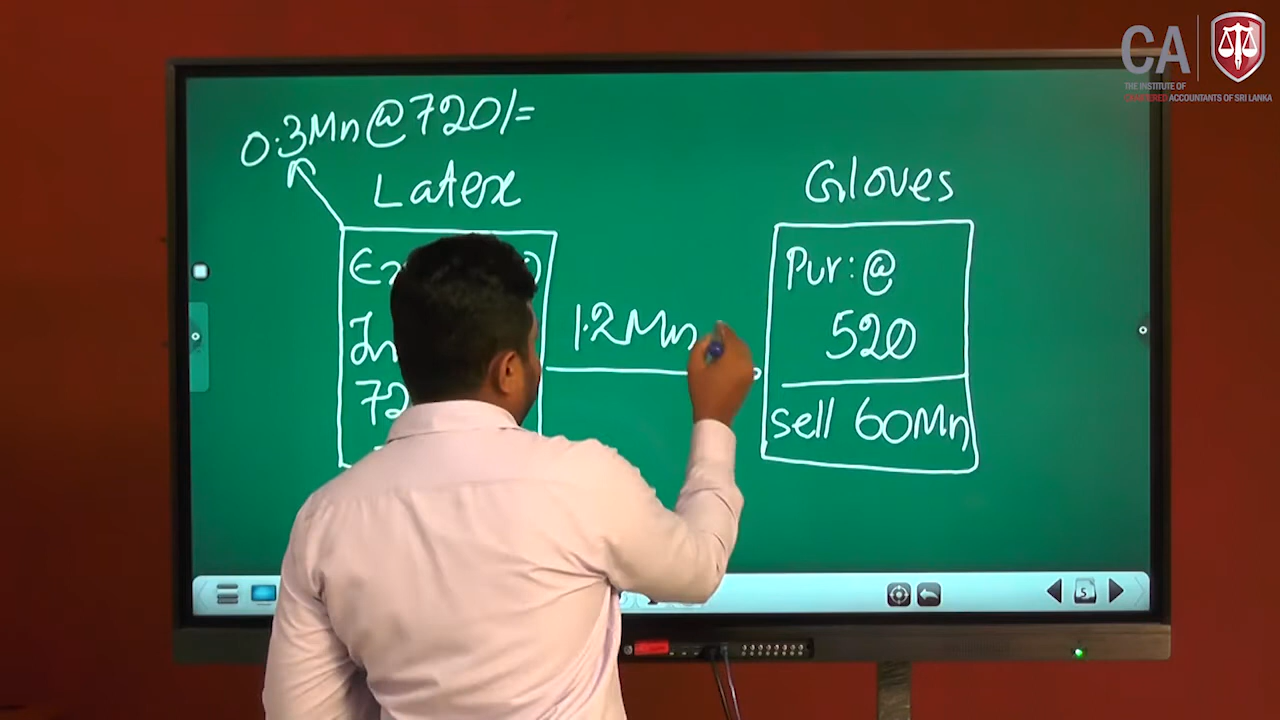 CA
THE INSTITUTE OF
CHARTERED ACCOUNTANTS OF SRI LANKA
0.3Mn@720/=
Latex
1.2Mn
Gloves
Pur:@
520
sell 60Mn
5